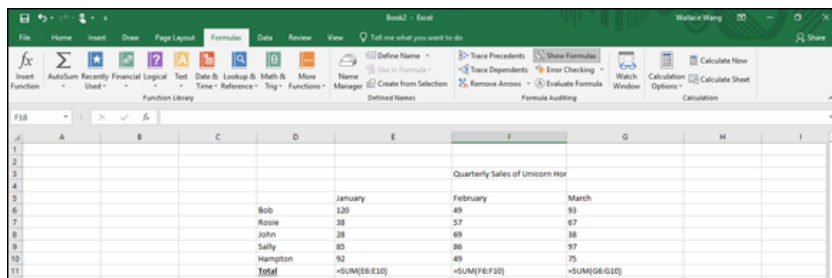 Book2 - Excel
Wallace Wang
File Home Insert Draw Page Layout Formulas Data Review View Tell me what you want to do Share
fx Insert Function
AutoSum
Recently Used
Financial
Logical
Text
Date & Time
Lookup & Reference
Math & Trig
More Functions
Function Library
Name Manager
Define Name
Use in Formula
Create from Selection
Defined Names
Trace Precedents
Trace Dependents
Remove Arrows
Show Formulas
Error Checking
Evaluate Formula
Formula Auditing
Watch Window
Calculation Options
Calculate Now
Calculate Sheet
Calculation
F18 fx
A B C D E F G H I
1
2
3 Quarterly Sales of Unicorn Hor
4
5 January February March
6 Bob 120 49 93
7 Rosie 38 57 67
8 John 28 69 38
9 Sally 85 86 97
10 Hampton 92 49 75
11 Total =SUM(E6:E10) =SUM(F6:F10) =SUM(G6:G10)